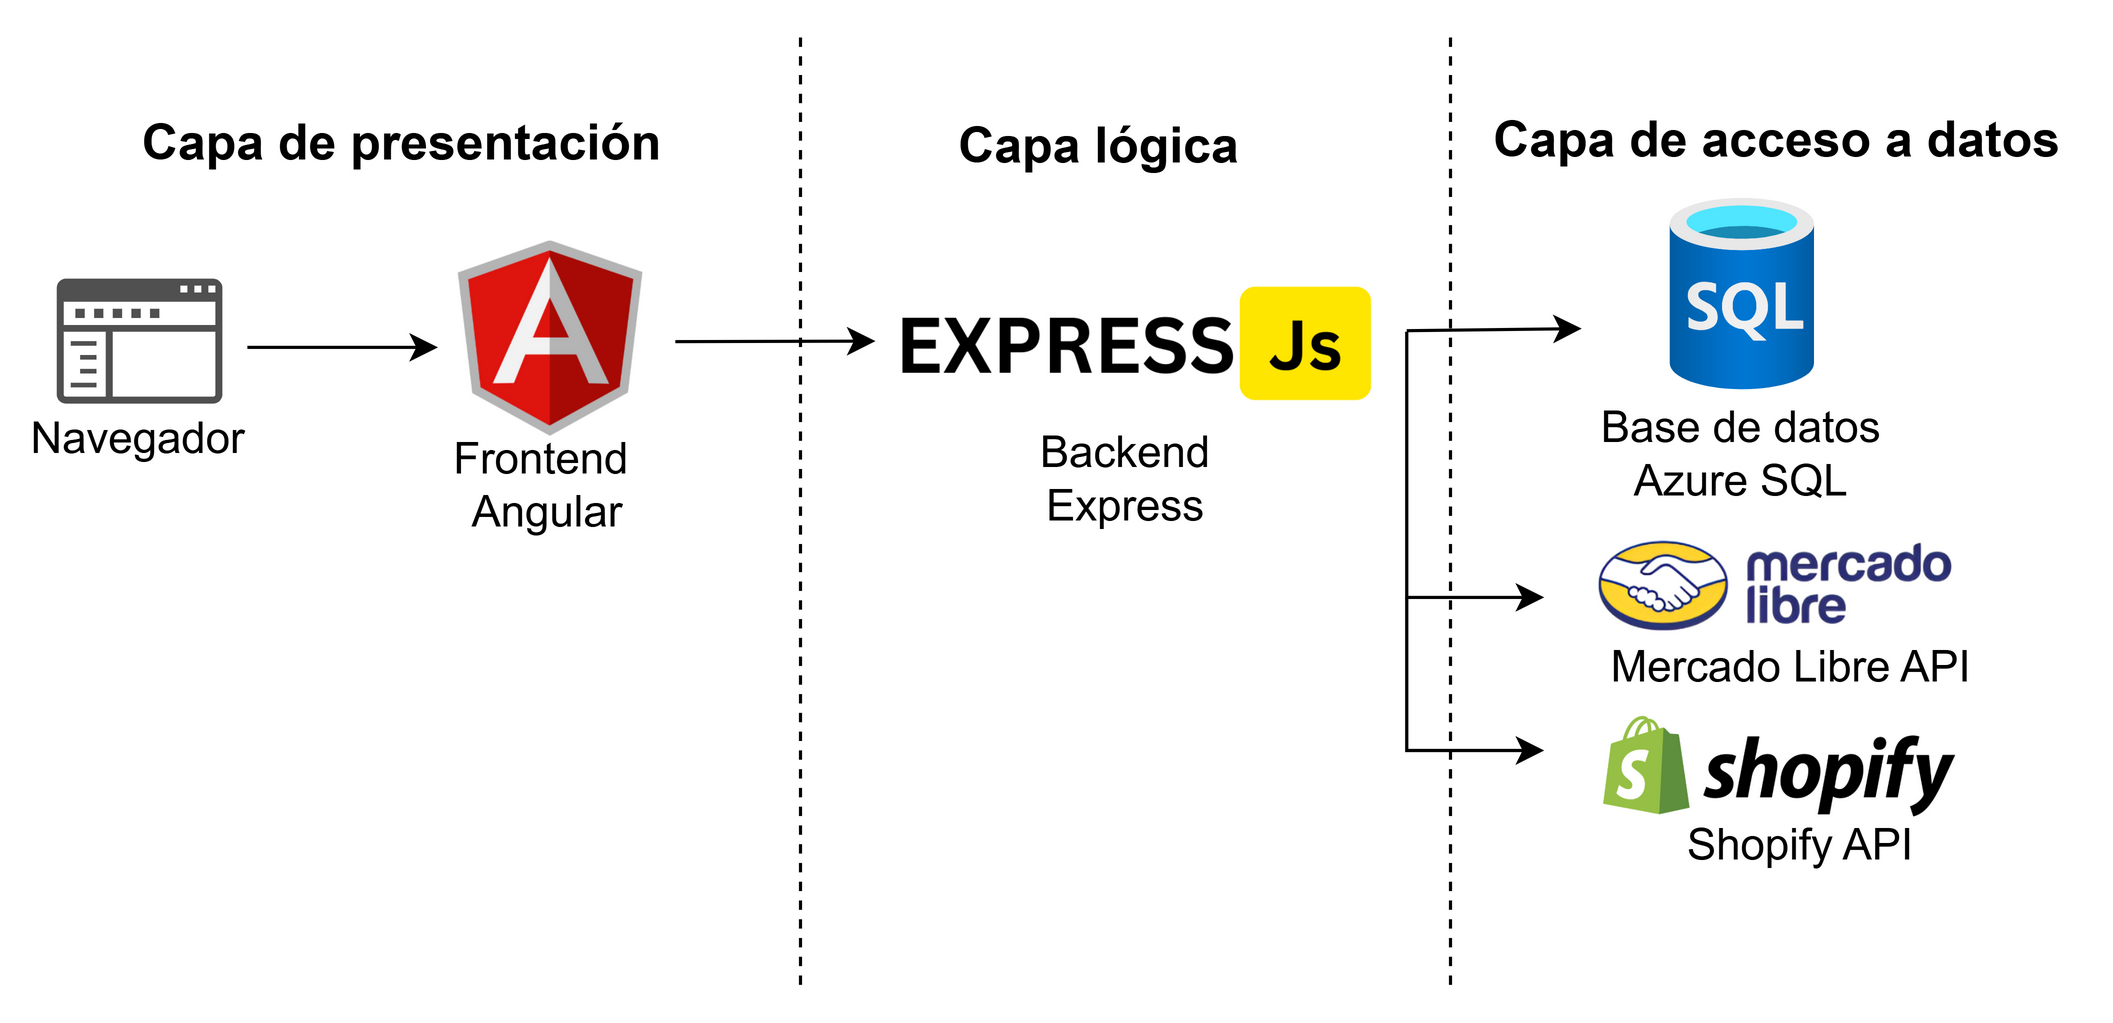 Capa de presentación
Navegador
A
Frontend
Angular
Capa lógica
EXPRESS Js
Backend
Express
Capa de acceso a datos
SQL
Base de datos
Azure SQL
mercado
libre
Mercado Libre API
S
shopify
Shopify API